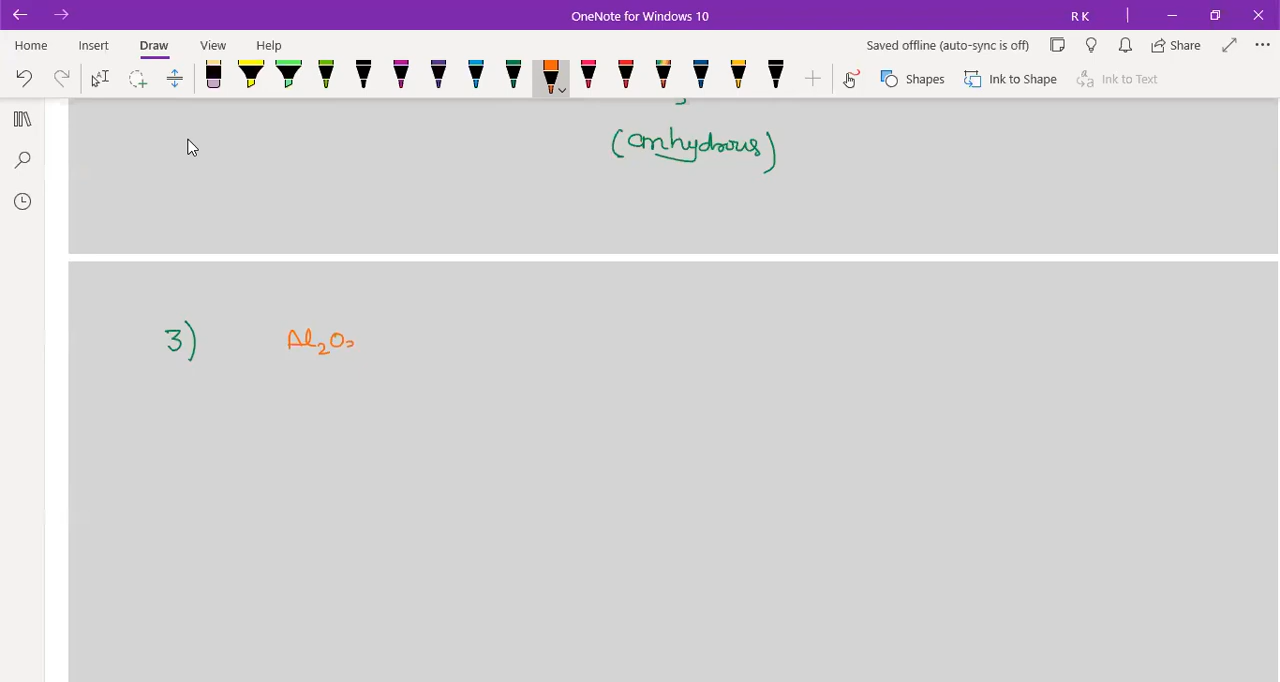 OneNote for Windows 10
R K
Home Insert Draw View Help
Saved offline (auto-sync is off) Share
Shapes Ink to Shape Ink to Text
(anhydrous)
3) Al₂O₃